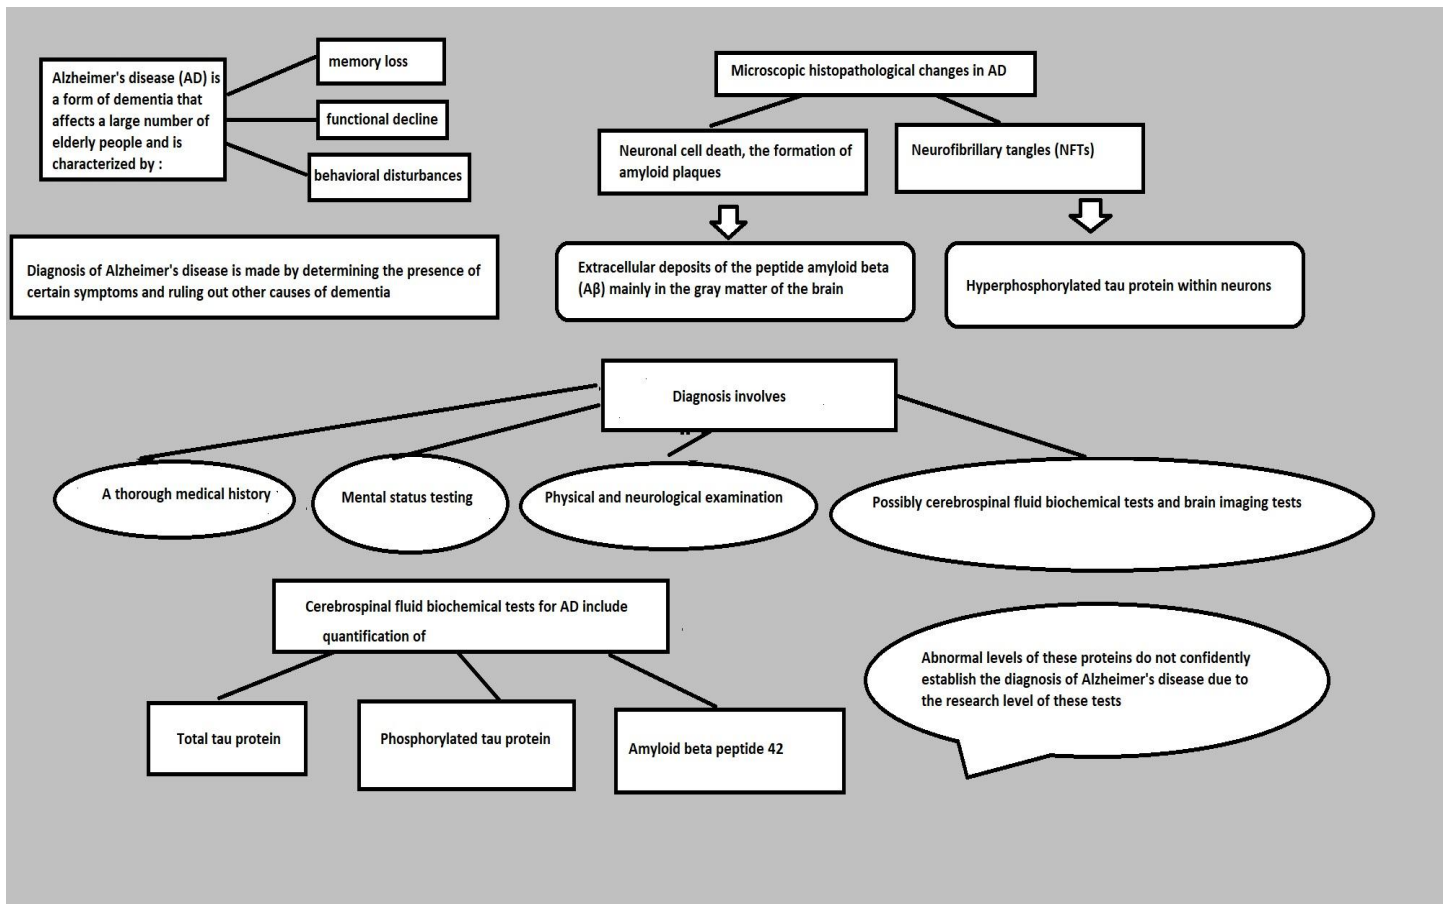 Alzheimer's disease (AD) is
a form of dementia that
affects a large number of
elderly people and is
characterized by :
memory loss
functional decline
behavioral disturbances
Microscopic histopathological changes in AD
Neuronal cell death, the formation of
amyloid plaques
Neurofibrillary tangles (NFTs)
Diagnosis of Alzheimer's disease is made by determining the presence of
certain symptoms and ruling out other causes of dementia
Extracellular deposits of the peptide amyloid beta
(Aβ) mainly in the gray matter of the brain
Hyperphosphorylated tau protein within neurons
Diagnosis involves
A thorough medical history
Mental status testing
Physical and neurological examination
Possibly cerebrospinal fluid biochemical tests and brain imaging tests
Cerebrospinal fluid biochemical tests for AD include
quantification of
Total tau protein
Phosphorylated tau protein
Amyloid beta peptide 42
Abnormal levels of these proteins do not confidently
establish the diagnosis of Alzheimer's disease due to
the research level of these tests